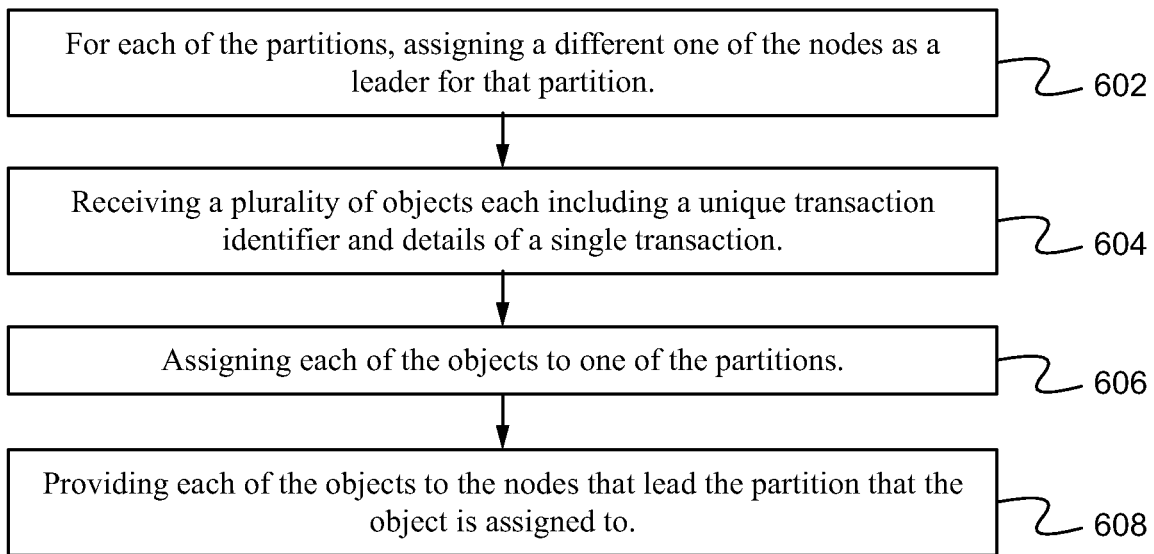 For each of the partitions, assigning a different one of the nodes as a
leader for that partition.
602
Receiving a plurality of objects each including a unique transaction
identifier and details of a single transaction.
604
Assigning each of the objects to one of the partitions.
606
Providing each of the objects to the nodes that lead the partition that the
object is assigned to.
608